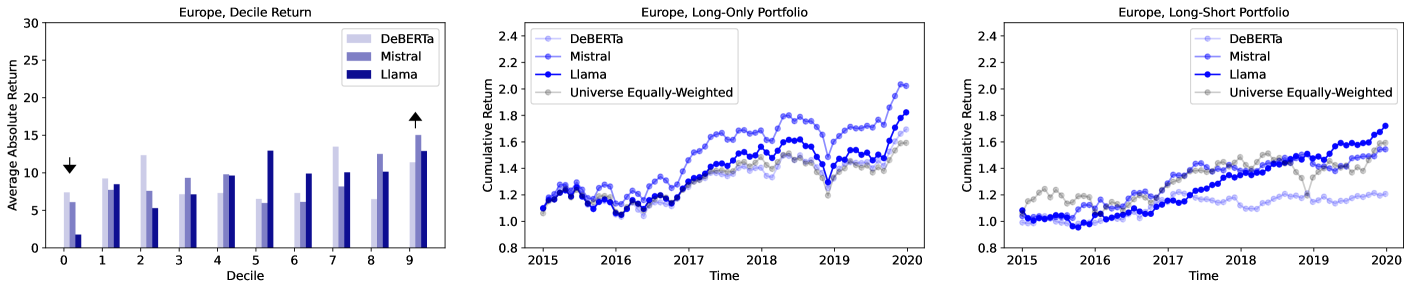 Europe, Decile Return
Average Absolute Return
30
25
20
15
10
5
0
DeBERTa
Mistral
Llama
0 1 2 3 4 5 6 7 8 9
Decile
Europe, Long-Only Portfolio
Cumulative Return
2.4
2.2
2.0
1.8
1.6
1.4
1.2
1.0
0.8
DeBERTa
Mistral
Llama
Universe Equally-Weighted
2015 2016 2017 2018 2019 2020
Time
Europe, Long-Short Portfolio
Cumulative Return
2.4
2.2
2.0
1.8
1.6
1.4
1.2
1.0
0.8
DeBERTa
Mistral
Llama
Universe Equally-Weighted
2015 2016 2017 2018 2019 2020
Time